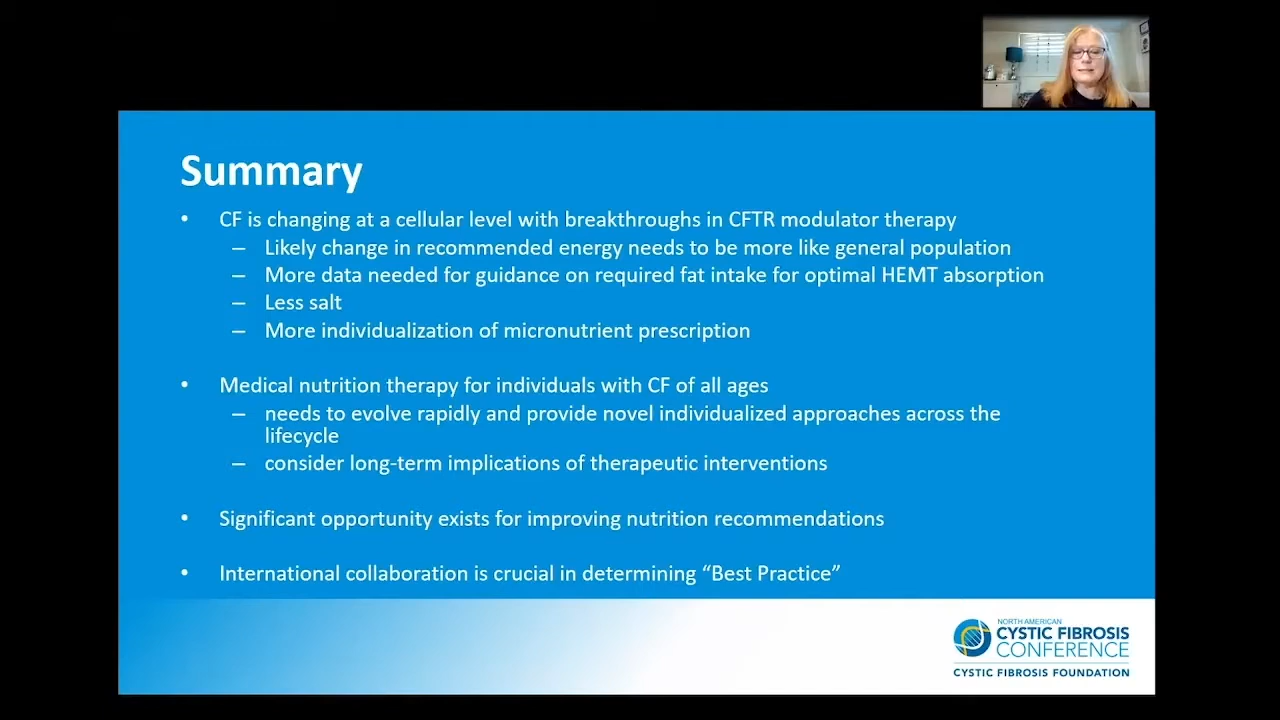 Summary
• CF is changing at a cellular level with breakthroughs in CFTR modulator therapy
– Likely change in recommended energy needs to be more like general population
– More data needed for guidance on required fat intake for optimal HEMT absorption
– Less salt
– More individualization of micronutrient prescription
• Medical nutrition therapy for individuals with CF of all ages
– needs to evolve rapidly and provide novel individualized approaches across the
lifecycle
– consider long-term implications of therapeutic interventions
• Significant opportunity exists for improving nutrition recommendations
• International collaboration is crucial in determining “Best Practice”
NORTH AMERICAN
CYSTIC FIBROSIS
CONFERENCE
CYSTIC FIBROSIS FOUNDATION